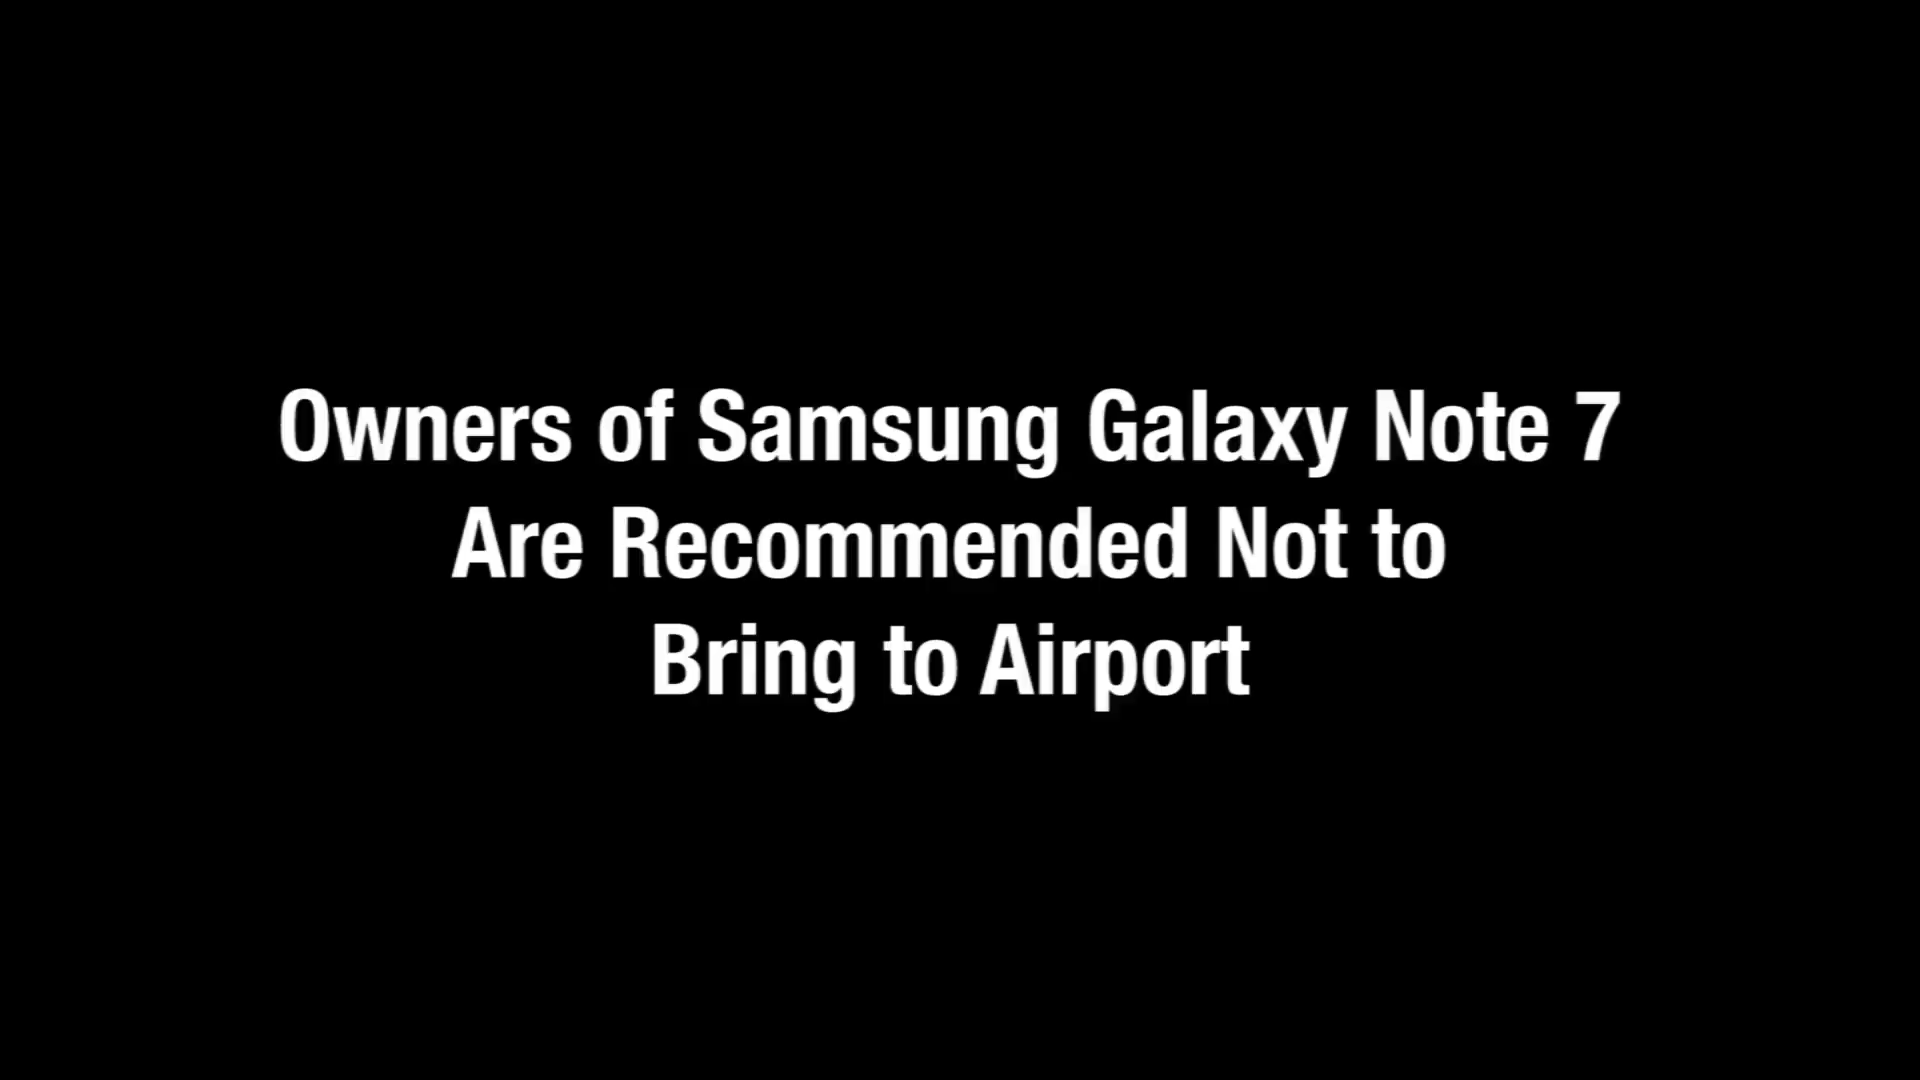 Owners of Samsung Galaxy Note 7
Are Recommended Not to
Bring to Airport